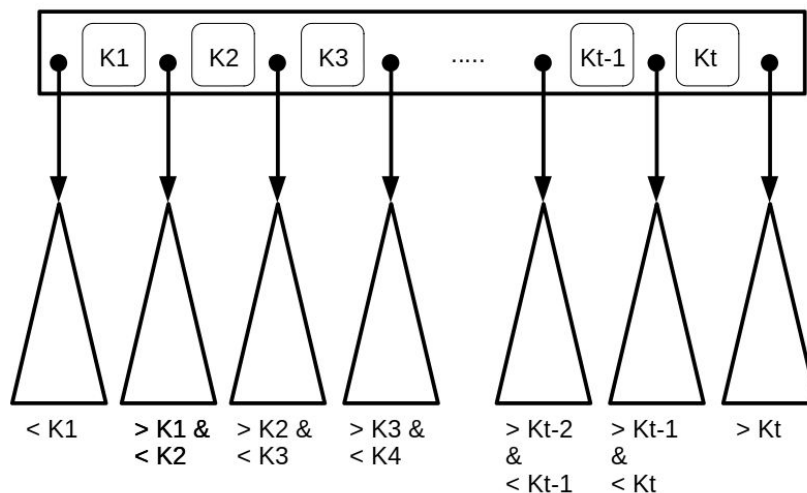 K1 K2 K3 ..... Kt-1 Kt
< K1
> K1 &
< K2
> K2 &
< K3
> K3 &
< K4
> Kt-2
&
< Kt-1
> Kt-1
&
< Kt
> Kt